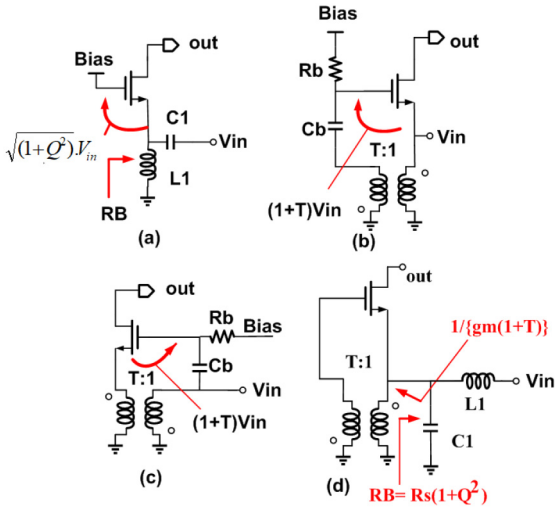 Bias
out
C1
Vin
√(1+Q²).Vin
L1
RB
(a)
Bias
Rb
out
Cb
Vin
T:1
(1+T)Vin
(b)
out
Rb
Bias
Cb
T:1
Vin
(1+T)Vin
(c)
out
1/{gm(1+T)}
T:1
Vin
L1
C1
(d)
RB= Rs(1+Q²)